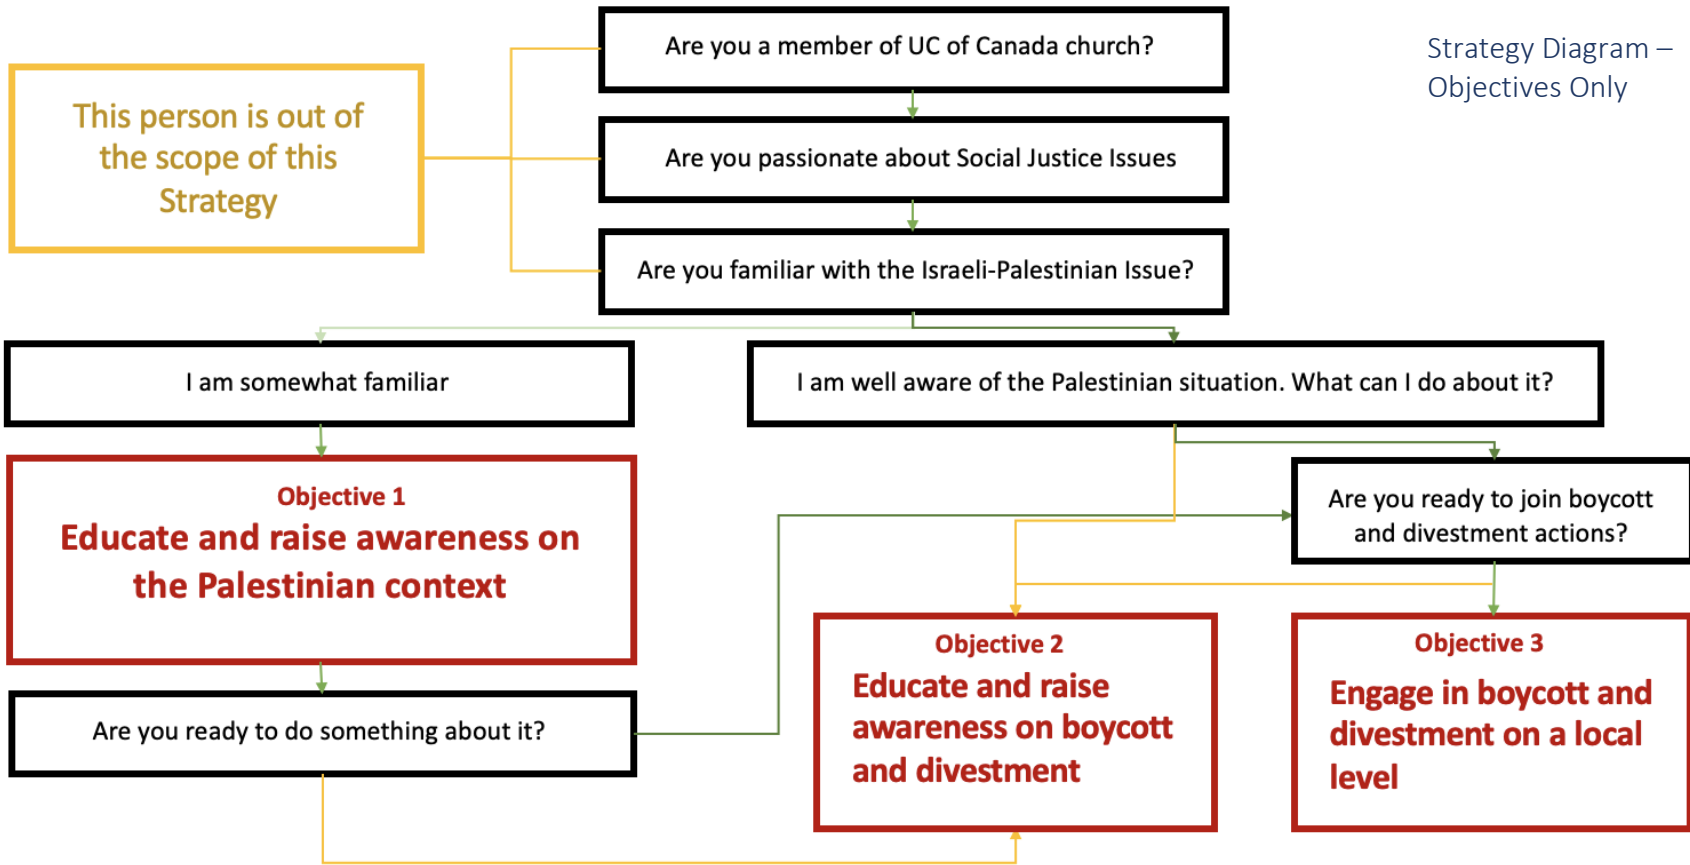 Are you a member of UC of Canada church?
Strategy Diagram –
Objectives Only
This person is out of
the scope of this
Strategy
Are you passionate about Social Justice Issues
Are you familiar with the Israeli-Palestinian Issue?
I am somewhat familiar
I am well aware of the Palestinian situation. What can I do about it?
Objective 1
Educate and raise awareness on
the Palestinian context
Are you ready to join boycott
and divestment actions?
Are you ready to do something about it?
Objective 2
Educate and raise
awareness on boycott
and divestment
Objective 3
Engage in boycott and
divestment on a local
level